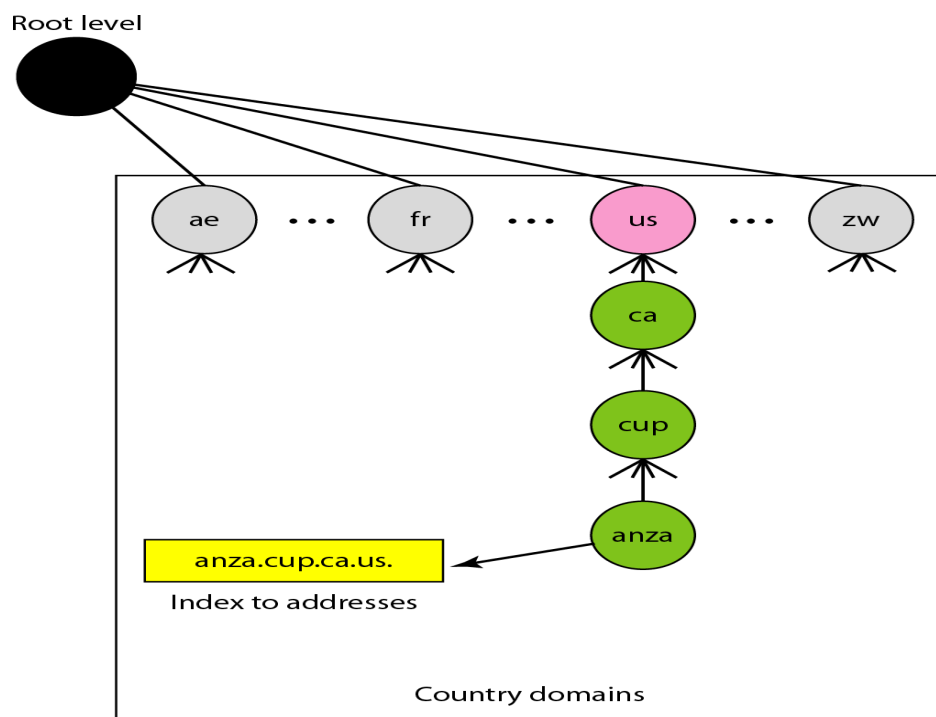 Root level
ae ... fr ... us ... zw
ca
cup
anza
anza.cup.ca.us.
Index to addresses
Country domains